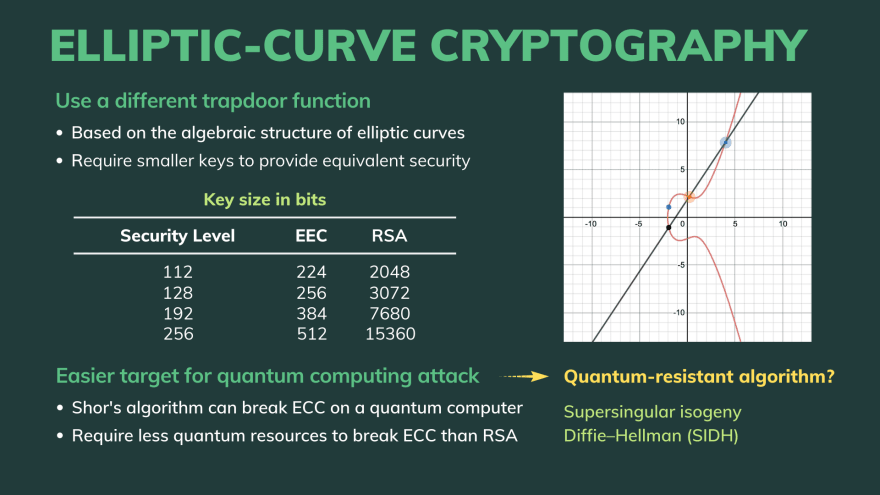 ELLIPTIC-CURVE CRYPTOGRAPHY
Use a different trapdoor function
• Based on the algebraic structure of elliptic curves
• Require smaller keys to provide equivalent security
Key size in bits
Security Level EEC RSA
112 224 2048
128 256 3072
192 384 7680
256 512 15360
10
5
-10 -5 0 5 10
-5
-10
Easier target for quantum computing attack
• Shor's algorithm can break ECC on a quantum computer
• Require less quantum resources to break ECC than RSA
Quantum-resistant algorithm?
Supersingular isogeny
Diffie–Hellman (SIDH)